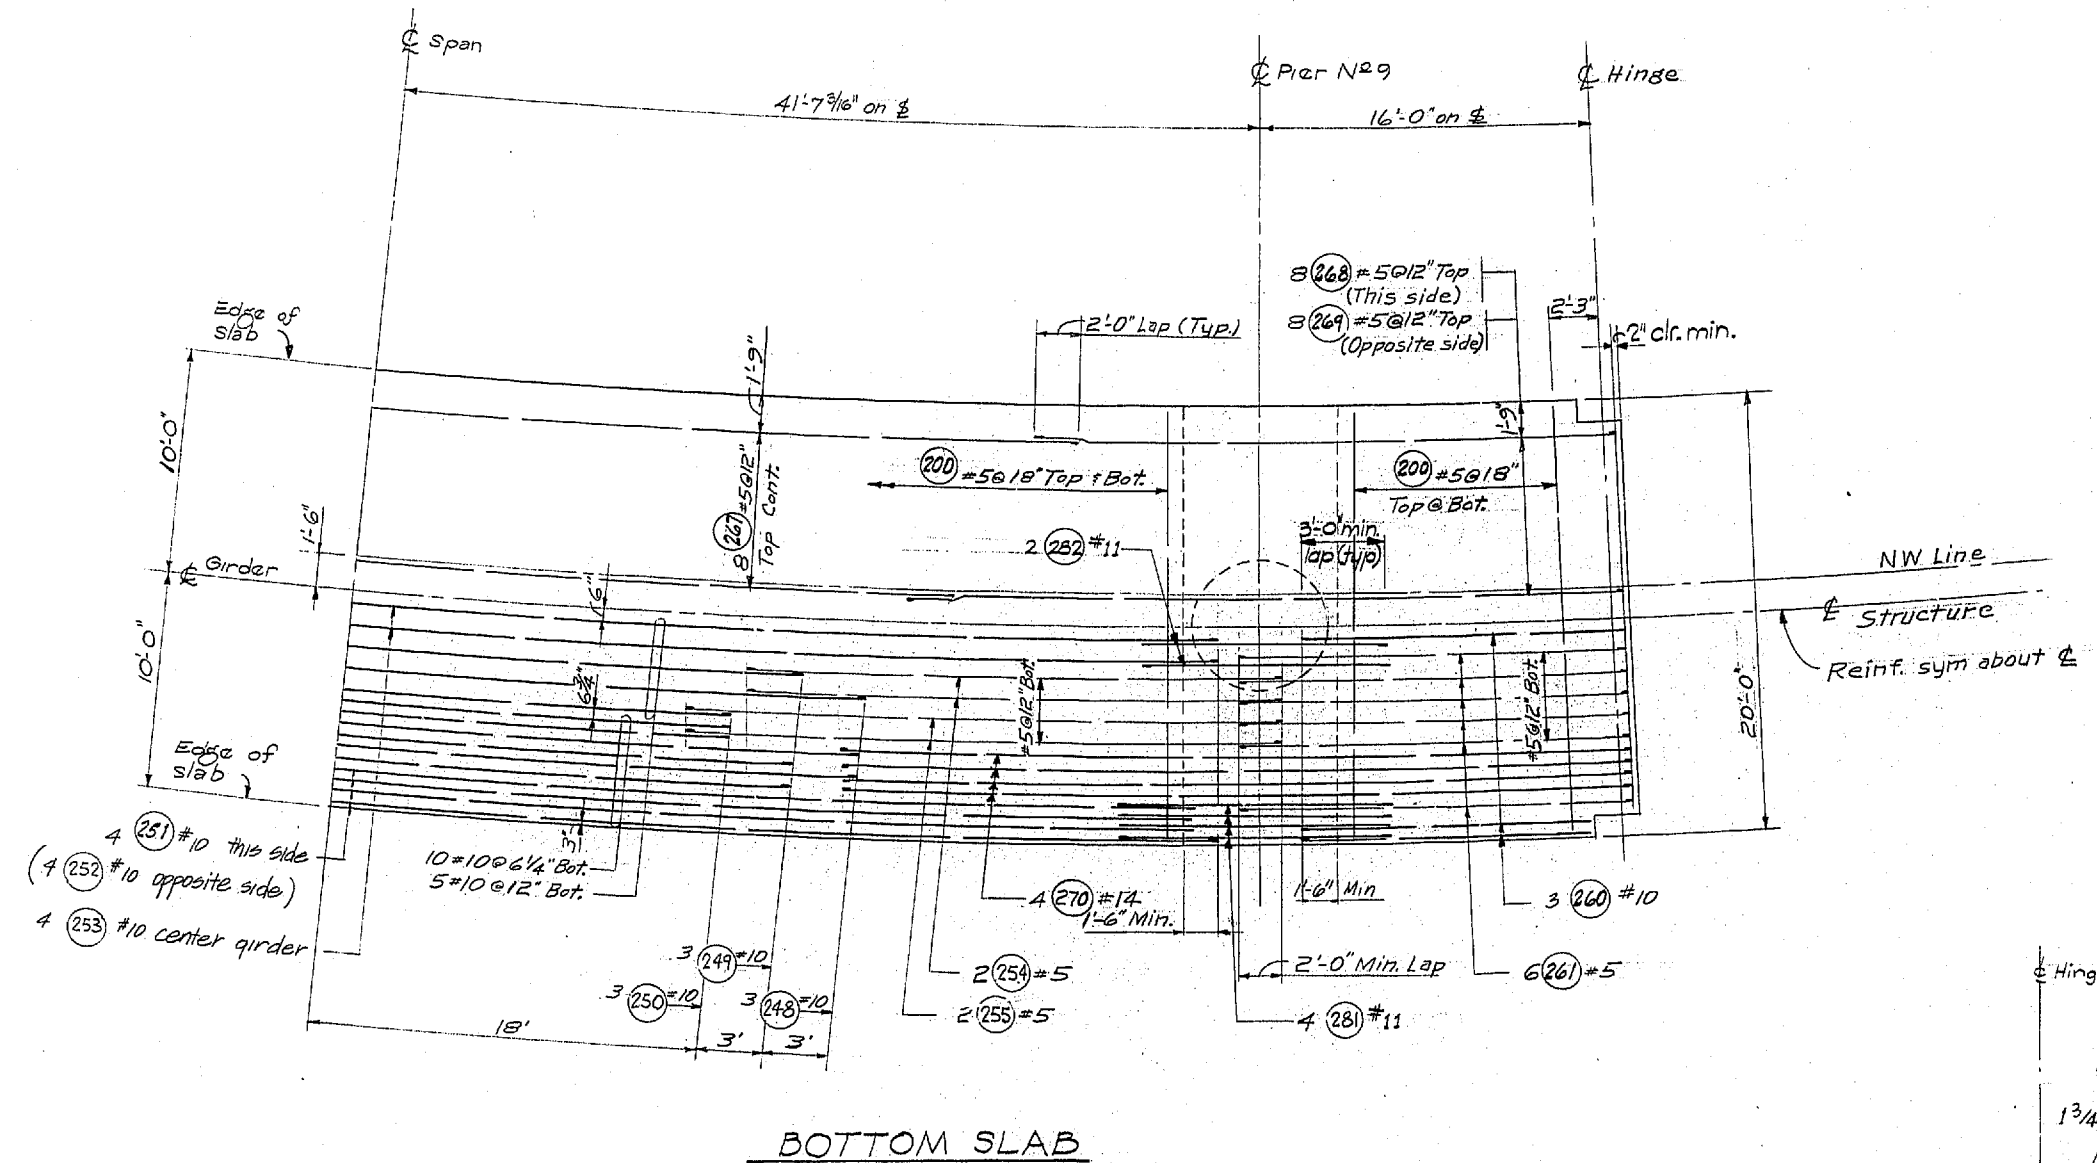 ℄ Span
℄ Pier Nº9
℄ Hinge
41'-7 3/16" on ℄
16'-0" on ℄
8 268 #5@12" Top
(This side)
8 269 #5@12" Top
(Opposite side)
2'-3"
2" clr. min.
Edge of
Slab
2'-0" Lap (Typ.)
1'-9"
1'-9"
10'-0"
200 #5@18" Top & Bot.
200 #5@18"
Top @ Bot.
8 267 #5@12"
Top Cont.
3'-0" min.
lap (typ)
2 282 #11
1'-6"
℄ Girder
NW Line
℄ Structure
Reinf. sym about ℄
6"
10'-0"
6 3/4"
#5@12" Bot.
#5@12" Bot.
20'-0"
Edge of
slab
3"
4 251 #10 this side
(4 252 #10 opposite side)
4 253 #10 center girder
10 #10@6 1/4" Bot.
5 #10 @12" Bot.
4 270 #14
1'-6" Min.
1'-6" Min
3 260 #10
3 249 #10
3 250 #10
3 248 #10
2 254 #5
2 255 #5
2'-0" Min. Lap
6 261 #5
4 281 #11
18'
3'
3'
℄ Hing
1 3/4
BOTTOM SLAB